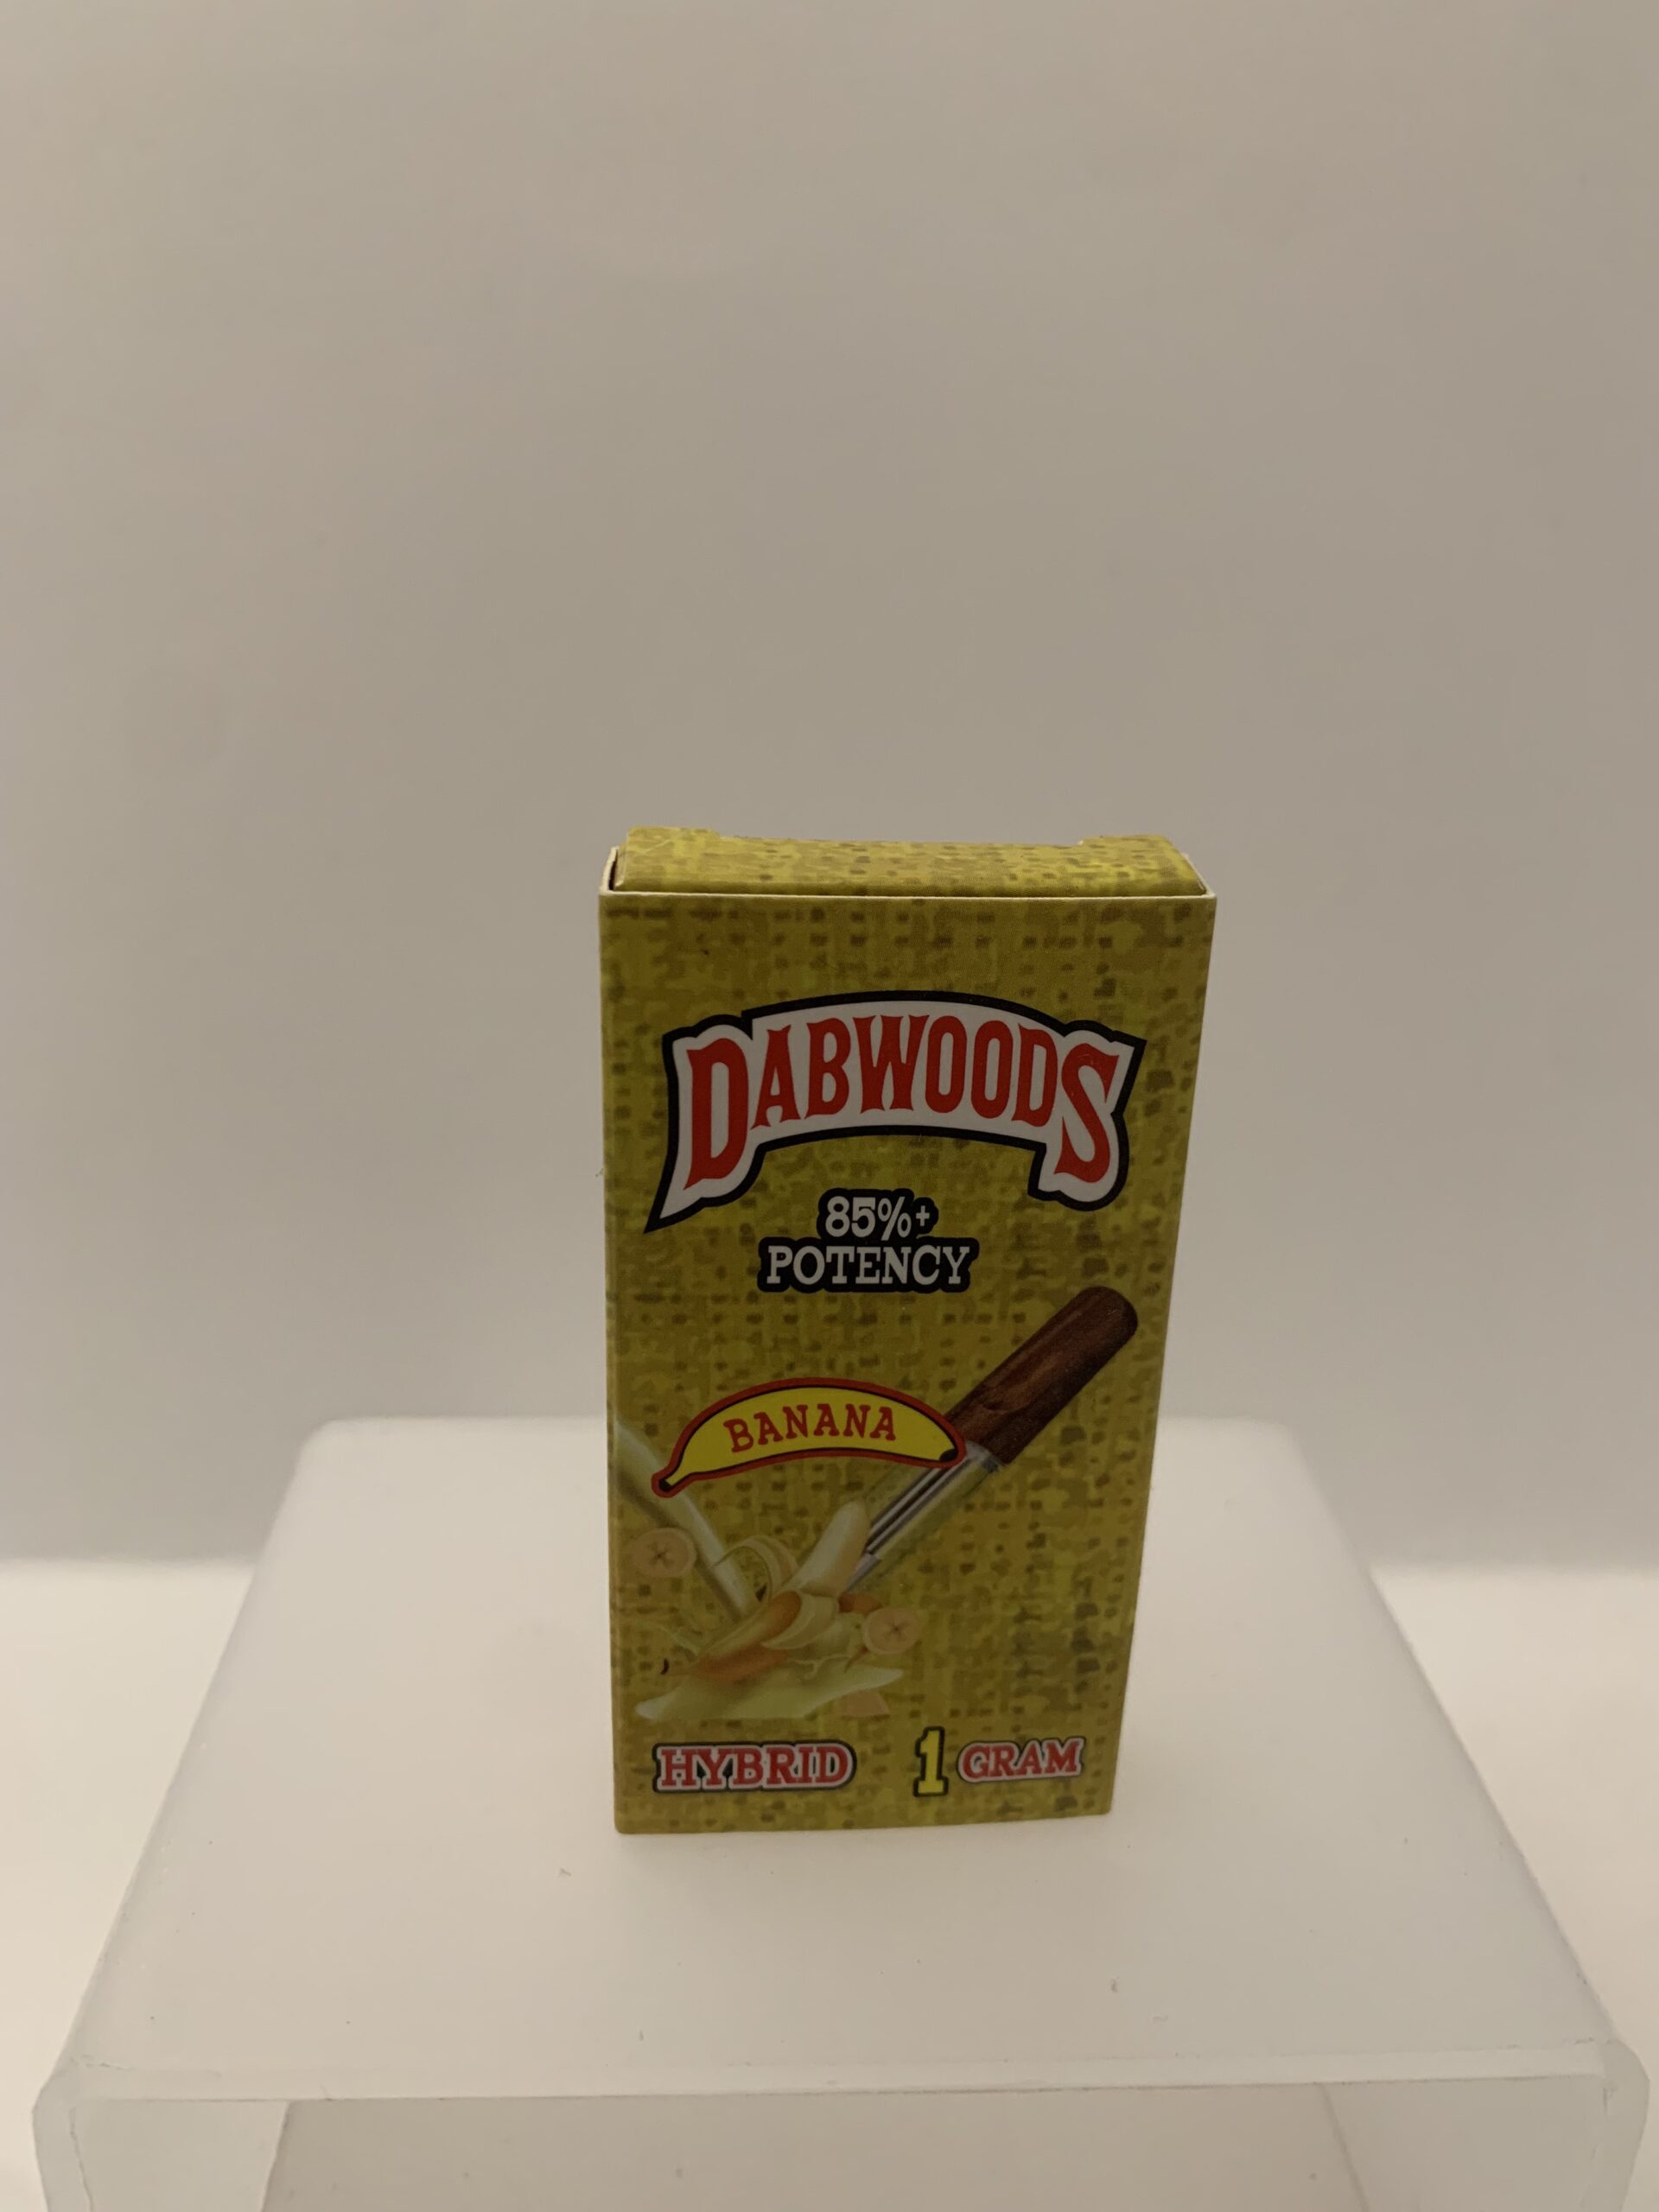 DABWOODS
85%+
POTENCY
BANANA
HYBRID 1 GRAM